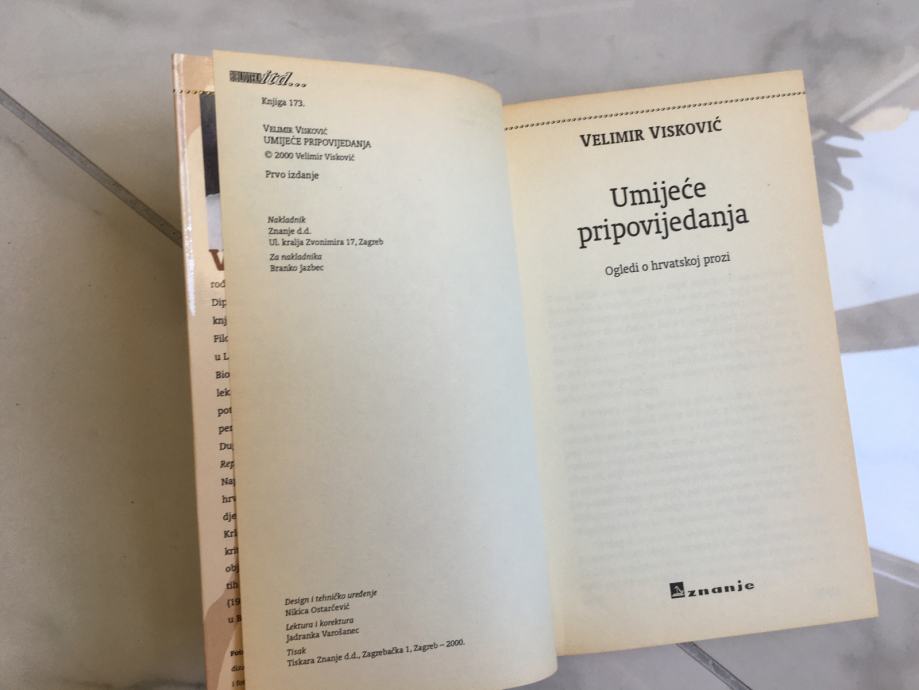 itd...
Knjiga 173.
VELIMIR VISKOVIĆ
UMIJEĆE PRIPOVIJEDANJA
© 2000 Velimir Visković
Prvo izdanje
Nakladnik
Znanje d.d.
Ul. kralja Zvonimira 17, Zagreb
Za nakladnika
Branko Jazbec
Design i tehničko uređenje
Nikica Ostarčević
Lektura i korektura
Jadranka Varošanec
Tisak
Tiskara Znanje d.d., Zagrebačka 1, Zagreb – 2000.
VELIMIR VISKOVIĆ
Umijeće
pripovijedanja
Ogledi o hrvatskoj prozi
znanje